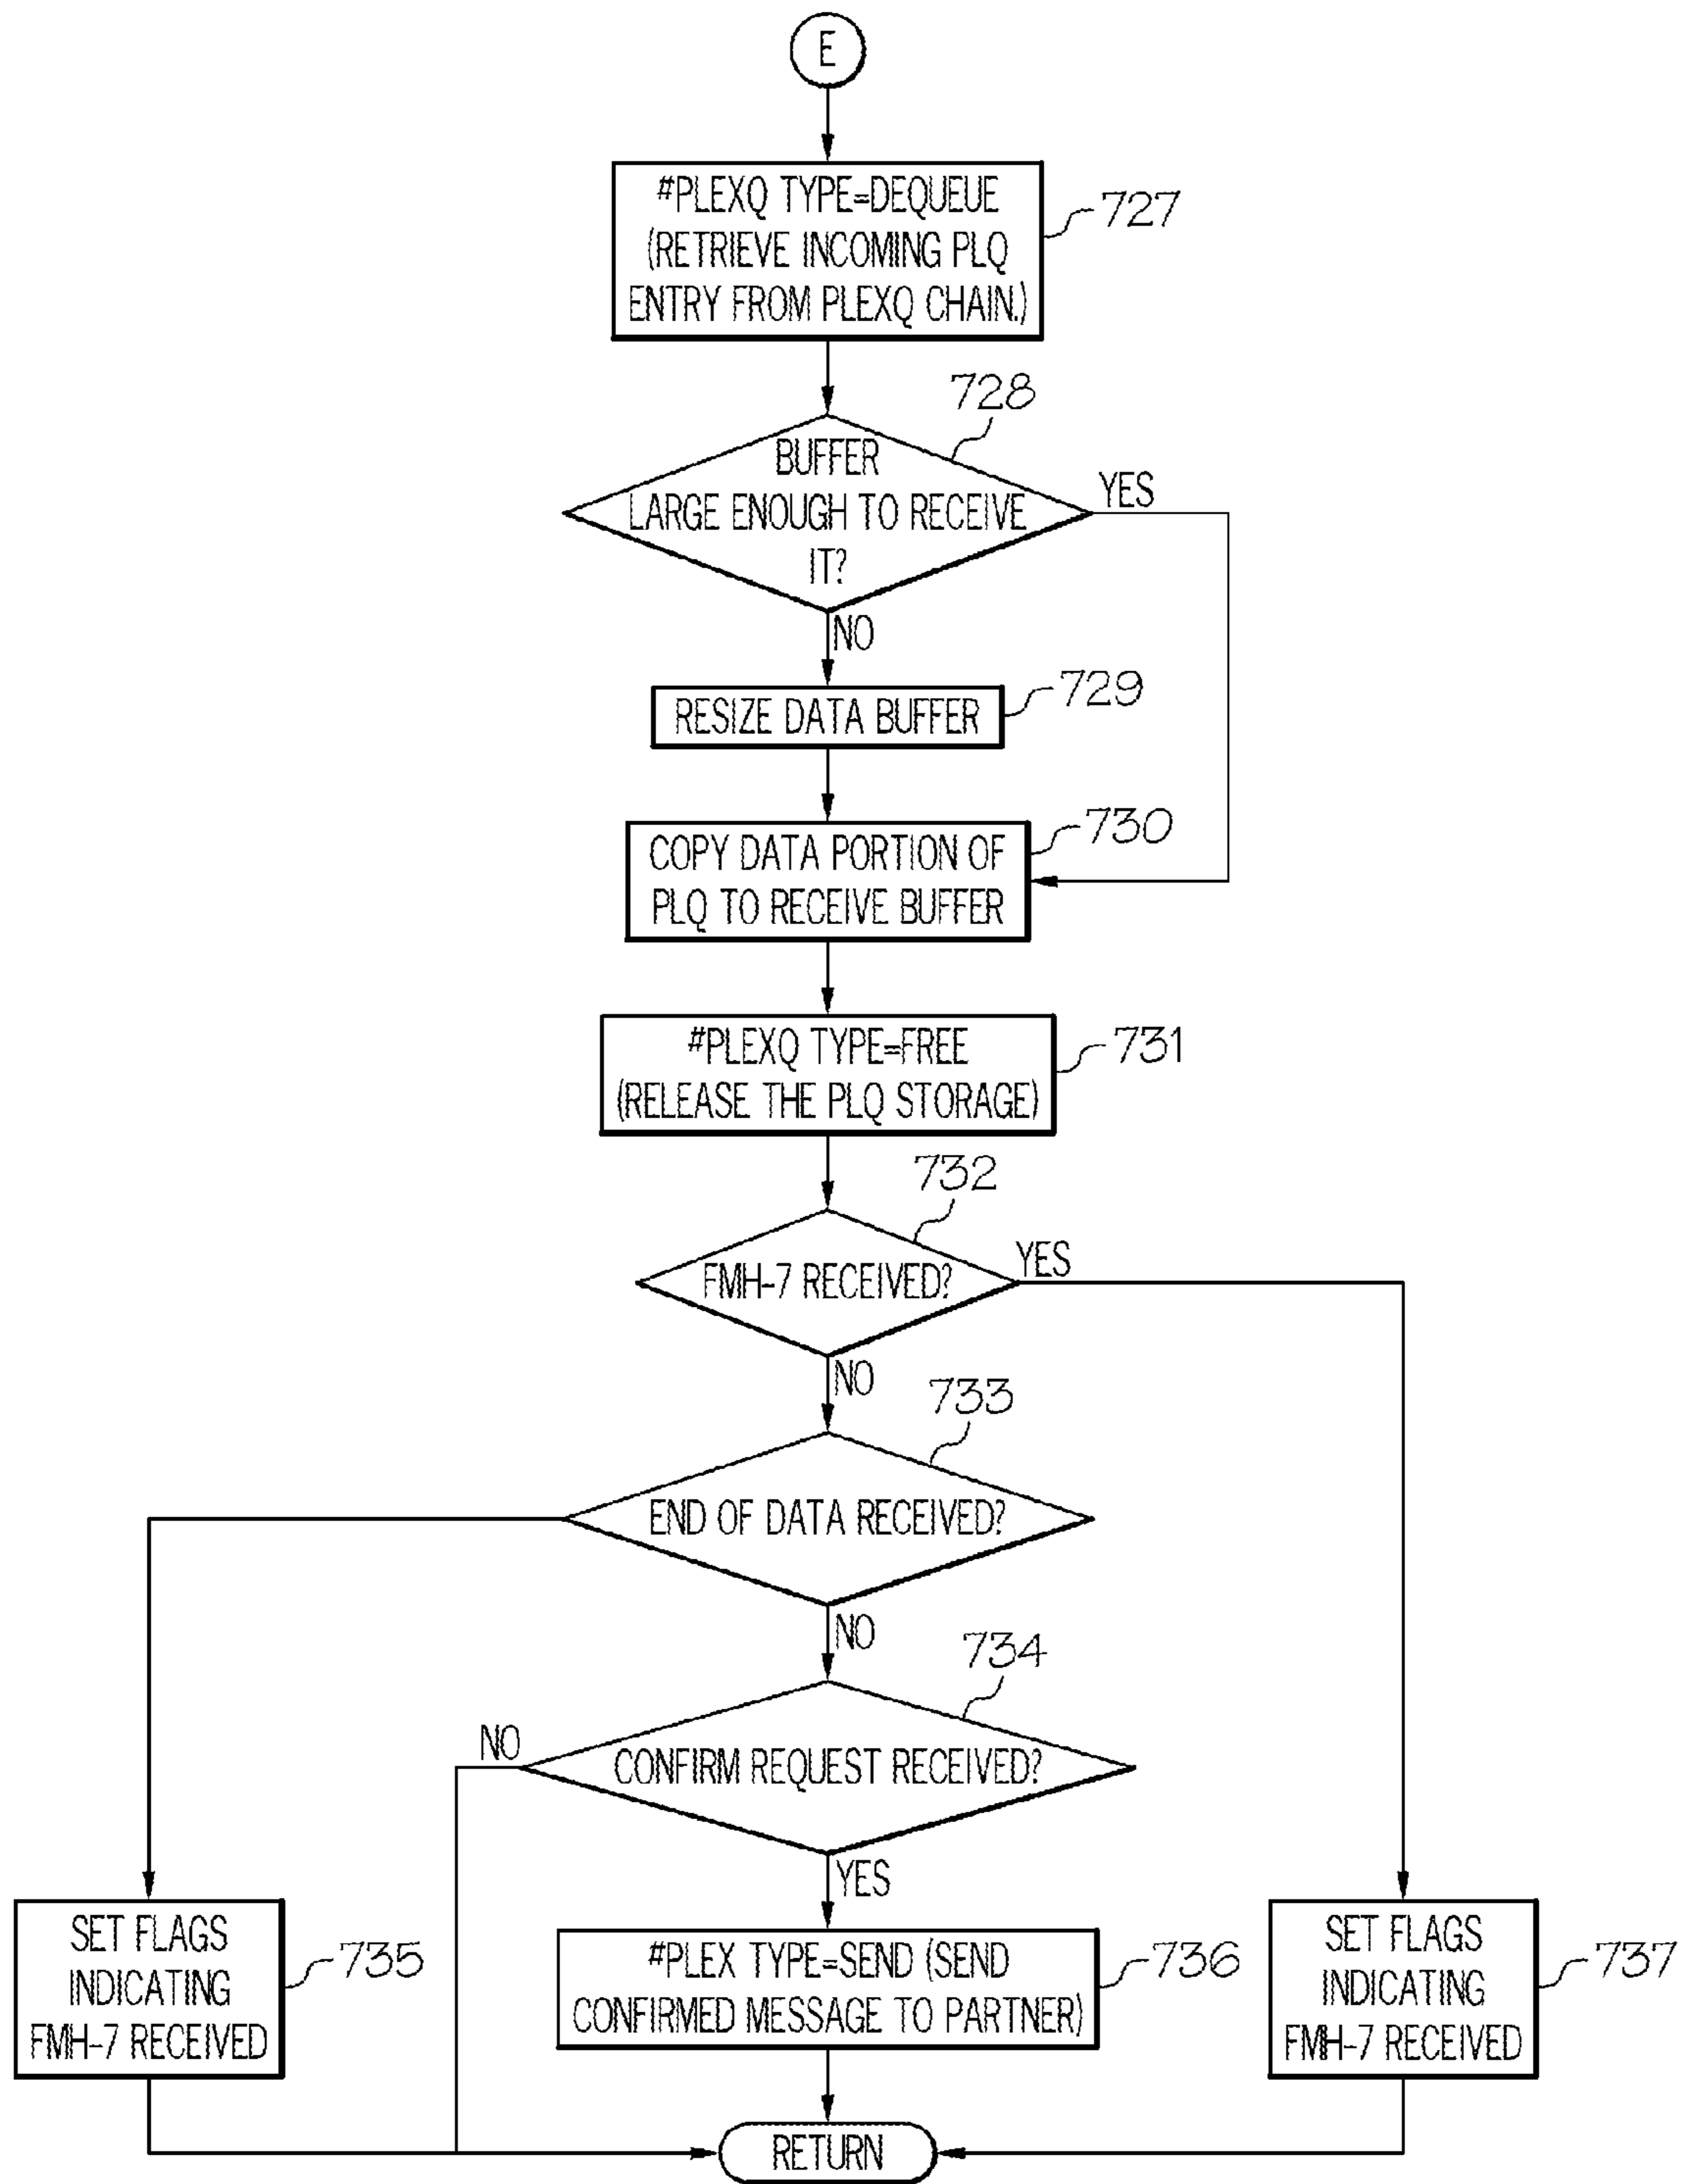 E
#PLEXQ TYPE=DEQUEUE
(RETRIEVE INCOMING PLQ
ENTRY FROM PLEXQ CHAIN.)
727
728
BUFFER
LARGE ENOUGH TO RECEIVE
IT?
YES
NO
RESIZE DATA BUFFER
729
COPY DATA PORTION OF
PLQ TO RECEIVE BUFFER
730
#PLEXQ TYPE=FREE
(RELEASE THE PLQ STORAGE)
731
732
FMH-7 RECEIVED?
YES
NO
733
END OF DATA RECEIVED?
NO
734
NO
CONFIRM REQUEST RECEIVED?
YES
SET FLAGS
INDICATING
FMH-7 RECEIVED
735
#PLEX TYPE=SEND (SEND
CONFIRMED MESSAGE TO PARTNER)
736
SET FLAGS
INDICATING
FMH-7 RECEIVED
737
RETURN